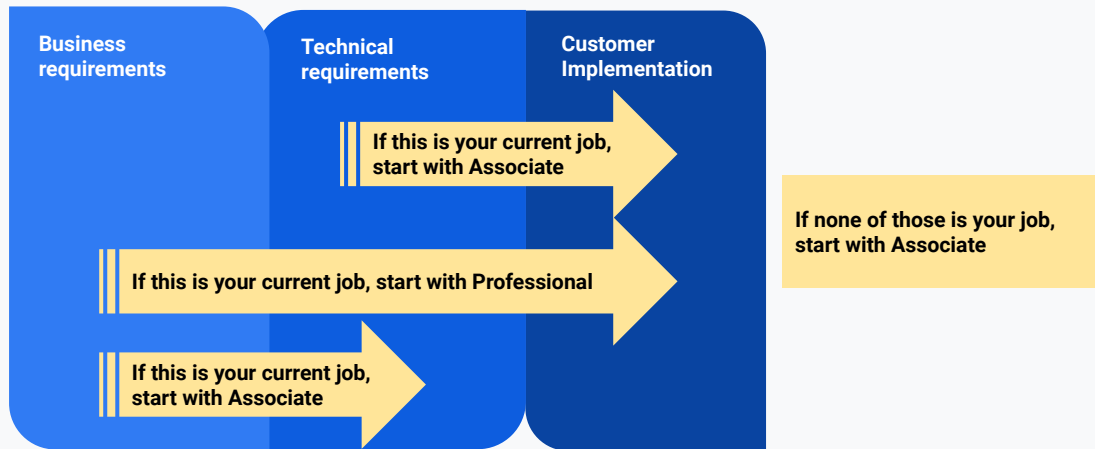 Business
requirements
Technical
requirements
Customer
Implementation
If this is your current job,
start with Associate
If none of those is your job,
start with Associate
If this is your current job, start with Professional
If this is your current job,
start with Associate